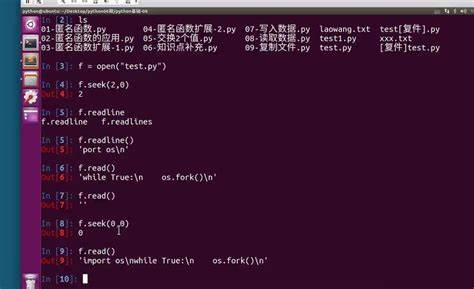 python@ubuntu: ~/Desktop/pythonS6期/python基础-06
In [2]: ls
01-匿名函数.py 04-匿名函数扩展-2.py 07-写入数据.py laowang.txt test[复件].py
02-匿名函数的应用.py 05-交换2个值.py 08-读取数据.py test1.py xxx.txt
03-匿名函数扩展-1.py 06-知识点补充.py 09-复制文件.py test.py [复件]test.py
In [3]: f = open("test.py")
In [4]: f.seek(2,0)
Out[4]: 2
In [5]: f.readline
f.readline f.readlines
In [5]: f.readline()
Out[5]: 'port os\n'
In [6]: f.read()
Out[6]: 'while True:\n    os.fork()\n'
In [7]: f.read()
Out[7]: ''
In [8]: f.seek(0,0)
Out[8]: 0
In [9]: f.read()
Out[9]: 'import os\nwhile True:\n    os.fork()\n'
In [10]: